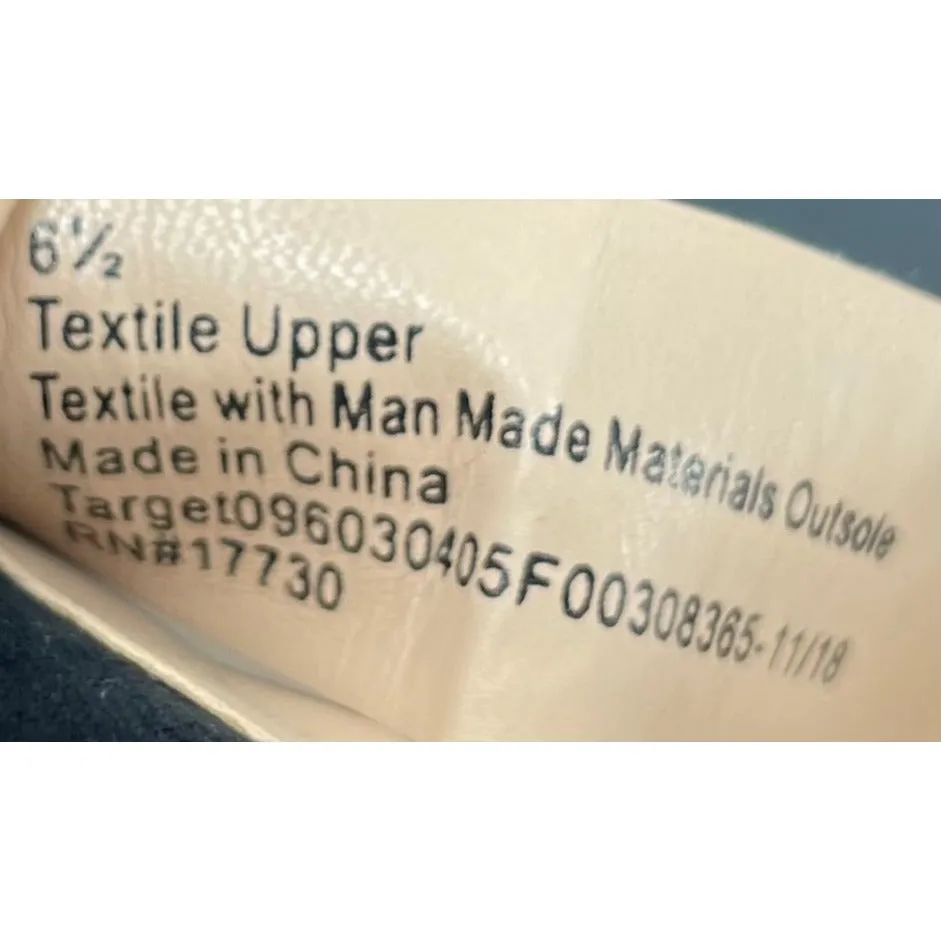 6½
Textile Upper
Textile with Man Made Materials Outsole
Made in China
Target096030405F00308365-11/18
RN#17730